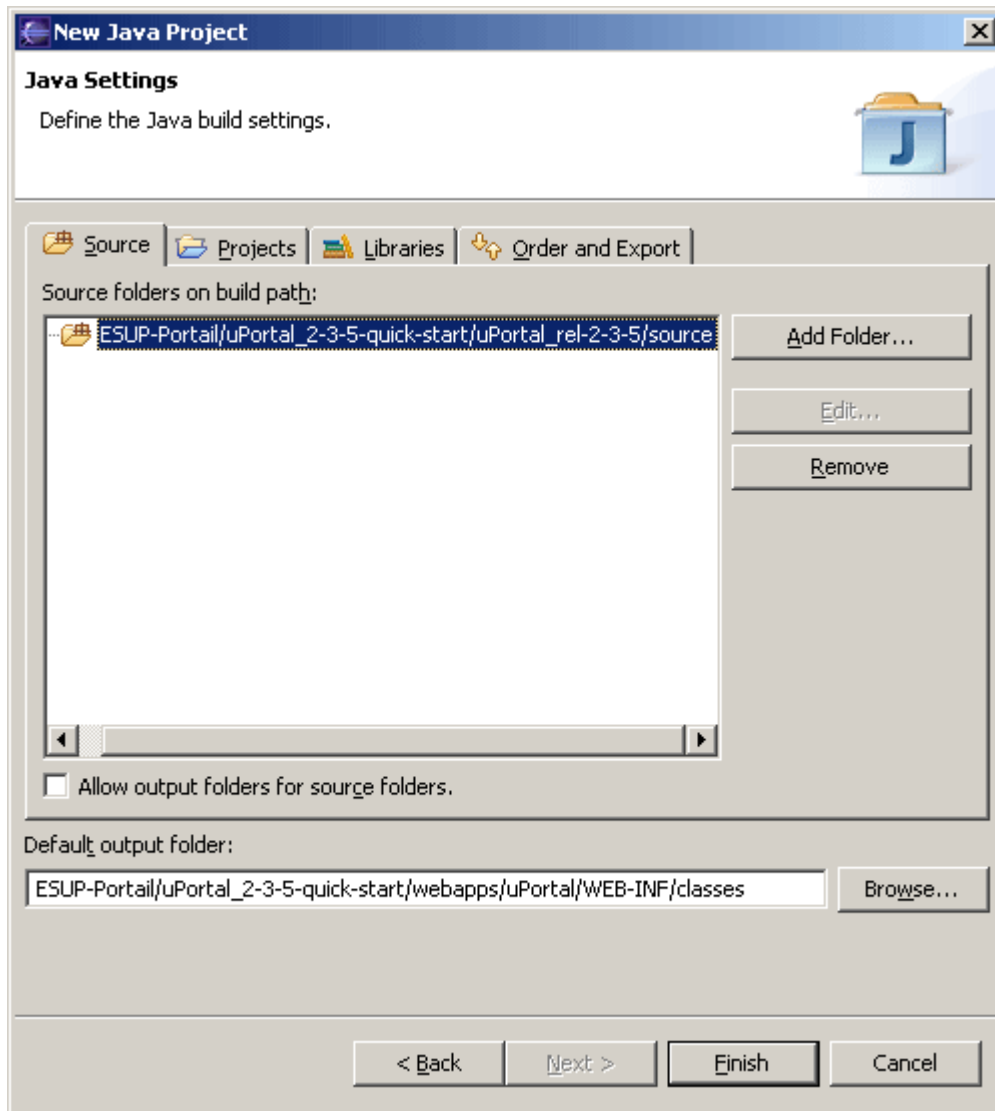 New Java Project
Java Settings
Define the Java build settings.
J
Source Projects Libraries Order and Export
Source folders on build path:
ESUP-Portail/uPortal_2-3-5-quick-start/uPortal_rel-2-3-5/source
Add Folder...
Edit...
Remove
Allow output folders for source folders.
Default output folder:
ESUP-Portail/uPortal_2-3-5-quick-start/webapps/uPortal/WEB-INF/classes Browse...
< Back Next > Finish Cancel